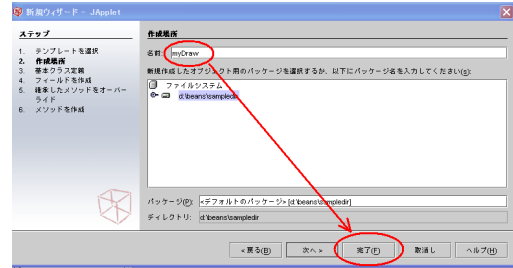 新規ウィザード - JApplet
ステップ
1. テンプレートを選択
2. 作成場所
3. 基本クラス定義
4. フィールドを作成
5. 継承したメソッドをオーバー
ライド
6. メソッドを作成
作成場所
名前: myDraw
新規作成したオブジェクト用のパッケージを選択するか、以下にパッケージ名を入力してください(s):
ファイルシステム
d:\beans\sampledir
パッケージ(P): <デフォルトのパッケージ> [d:\beans\sampledir]
ディレクトリ: d:\beans\sampledir
< 戻る(B)
次へ >
完了(F)
取消し
ヘルプ(H)